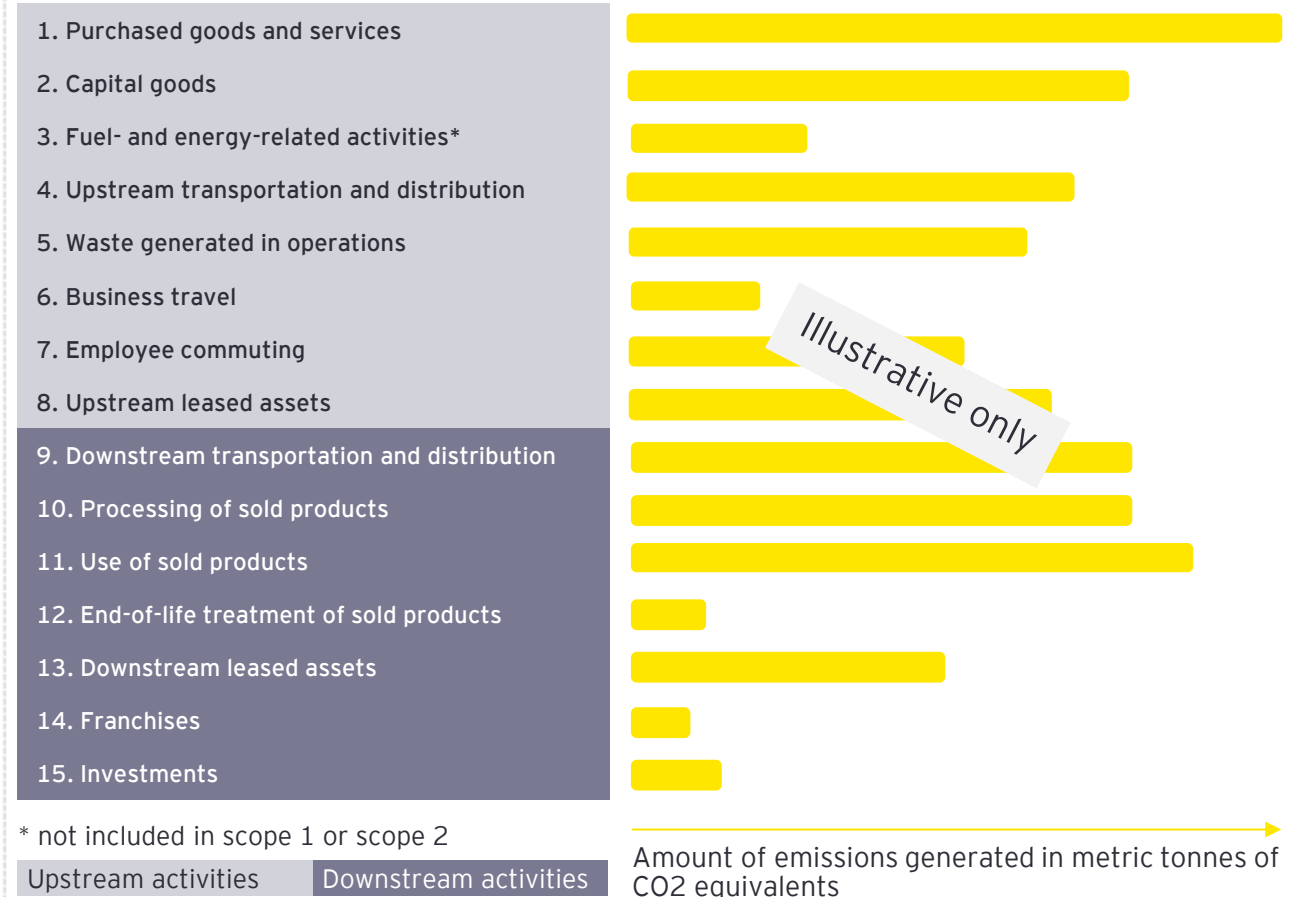 1. Purchased goods and services
2. Capital goods
3. Fuel- and energy-related activities*
4. Upstream transportation and distribution
5. Waste generated in operations
6. Business travel
7. Employee commuting
8. Upstream leased assets
9. Downstream transportation and distribution
10. Processing of sold products
11. Use of sold products
12. End-of-life treatment of sold products
13. Downstream leased assets
14. Franchises
15. Investments
Illustrative only
* not included in scope 1 or scope 2
Upstream activities
Downstream activities
Amount of emissions generated in metric tonnes of
CO2 equivalents